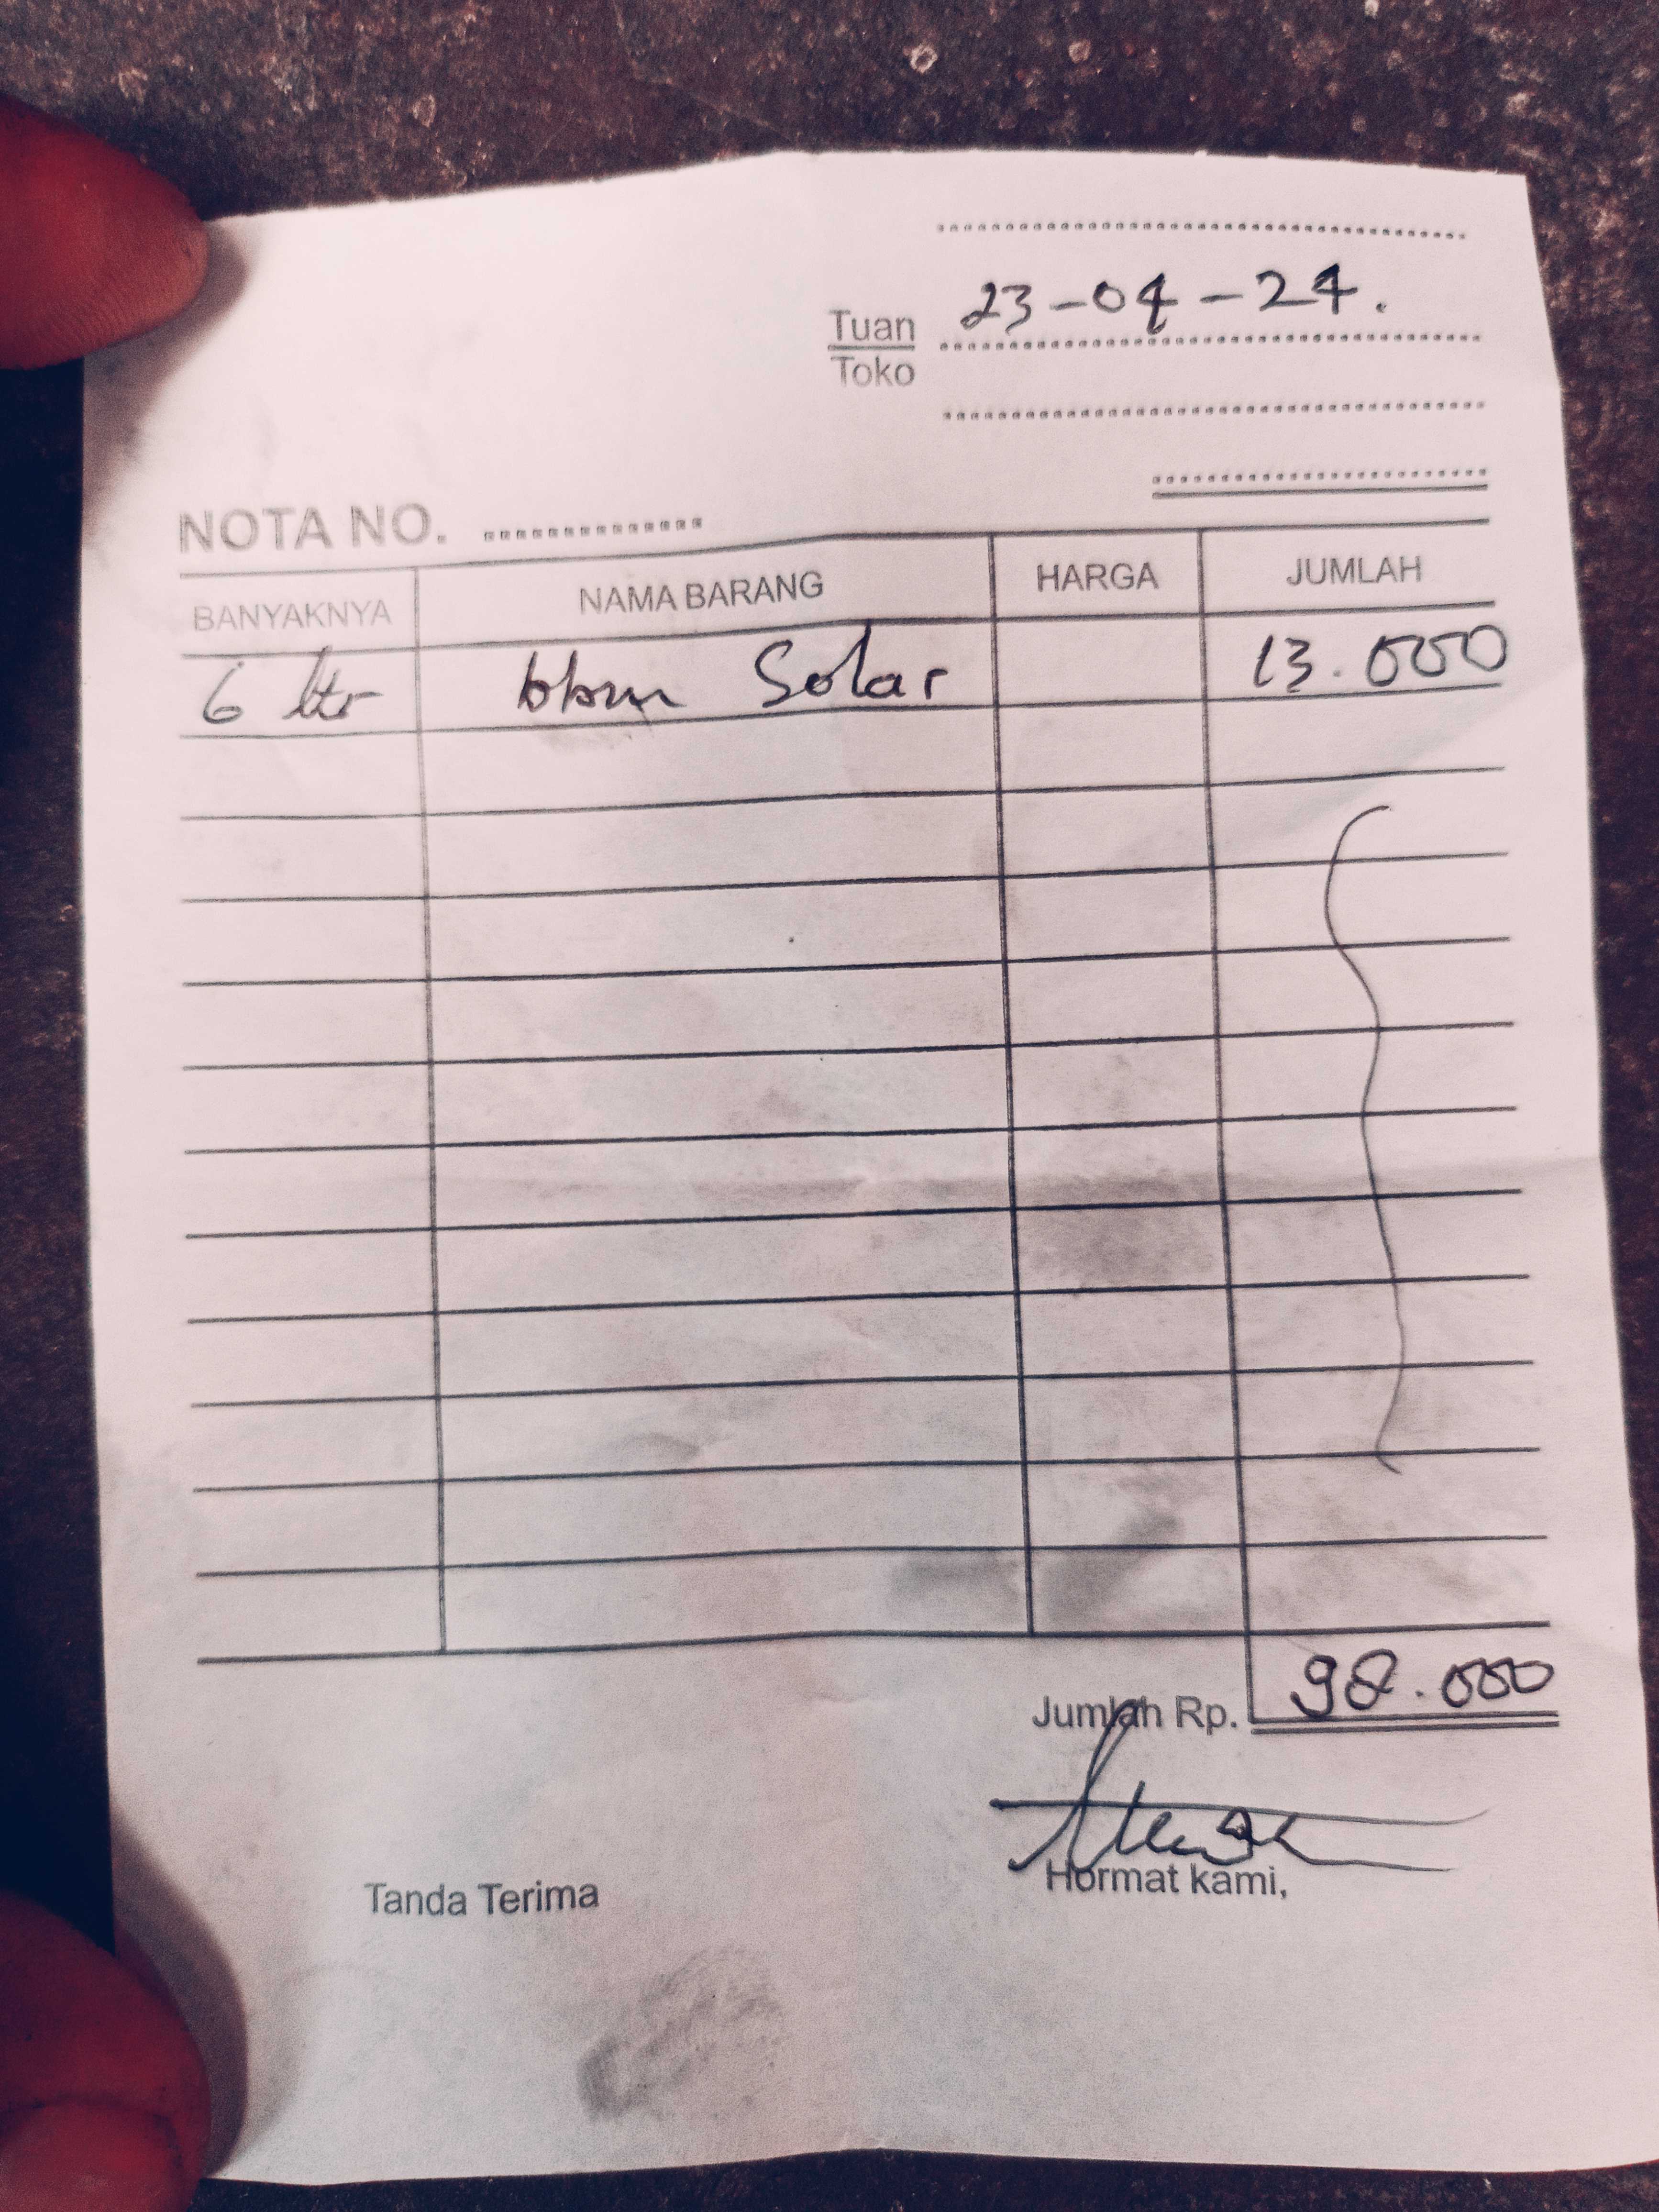 23-04-24.
Tuan
Toko
NOTA NO.
BANYAKNYA NAMA BARANG HARGA JUMLAH
6 ltr bbm Solar 13.000
Jumlah Rp. 98.000
Tanda Terima Hormat kami,